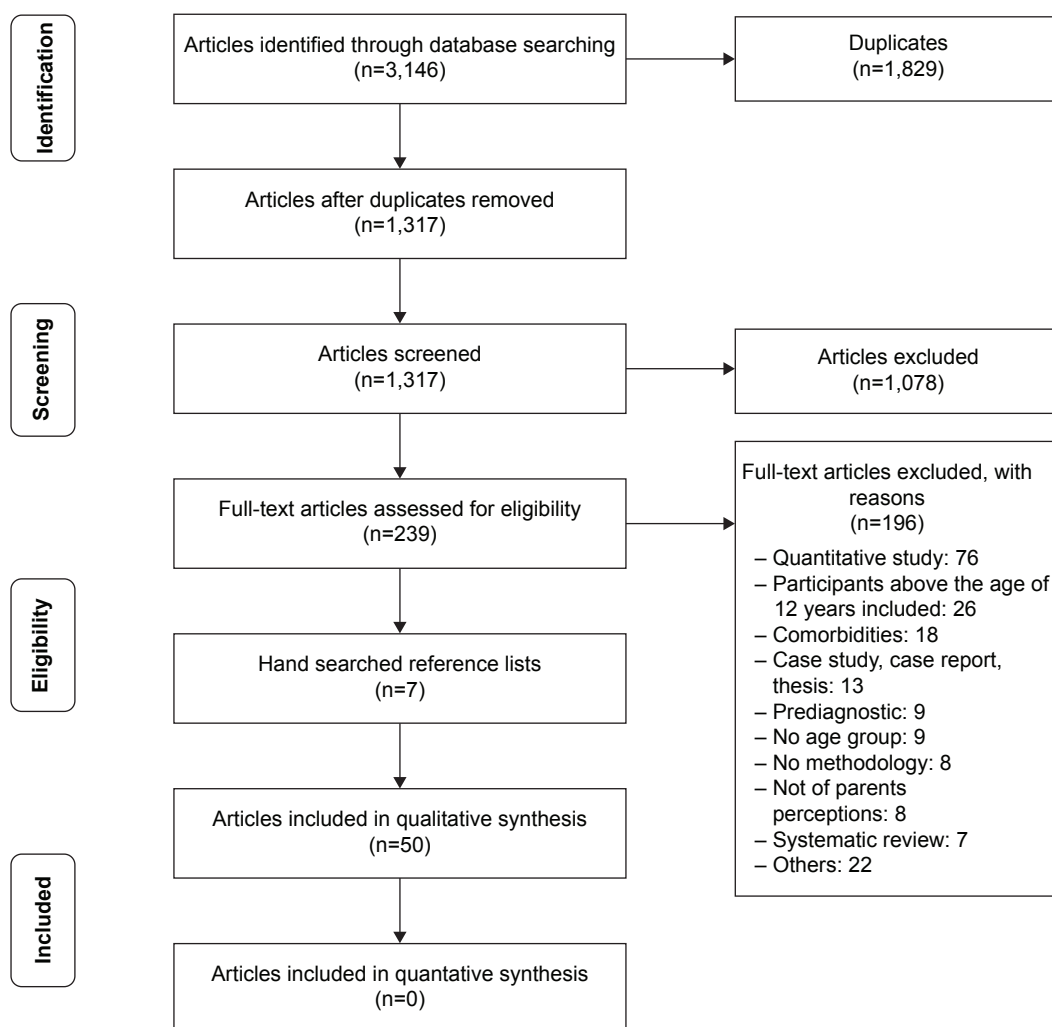 Identification
Articles identified through database searching
(n=3,146)
Duplicates
(n=1,829)
Articles after duplicates removed
(n=1,317)
Screening
Articles screened
(n=1,317)
Articles excluded
(n=1,078)
Eligibility
Full-text articles assessed for eligibility
(n=239)
Full-text articles excluded, with
reasons
(n=196)
– Quantitative study: 76
– Participants above the age of
12 years included: 26
– Comorbidities: 18
– Case study, case report,
thesis: 13
– Prediagnostic: 9
– No age group: 9
– No methodology: 8
– Not of parents
perceptions: 8
– Systematic review: 7
– Others: 22
Hand searched reference lists
(n=7)
Included
Articles included in qualitative synthesis
(n=50)
Articles included in quantative synthesis
(n=0)